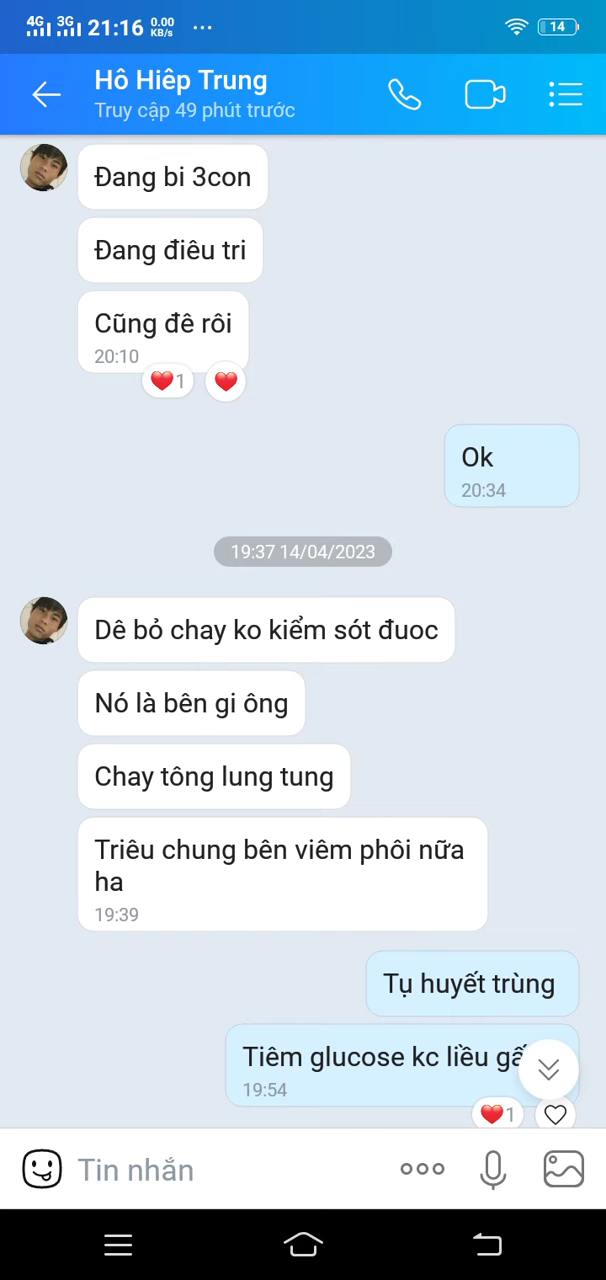 4G 3G 21:16 0.00 KB/s ... 14
Hô Hiêp Trung
Truy cập 49 phút trước
Đang bi 3con
Đang điêu tri
Cũng đê rôi
20:10
1
Ok
20:34
19:37 14/04/2023
Dê bỏ chay ko kiểm sót đuoc
Nó là bên gi ông
Chay tông lung tung
Triêu chung bên viêm phôi nữa
ha
19:39
Tụ huyết trùng
Tiêm glucose kc liều gấ
19:54
1
Tin nhắn